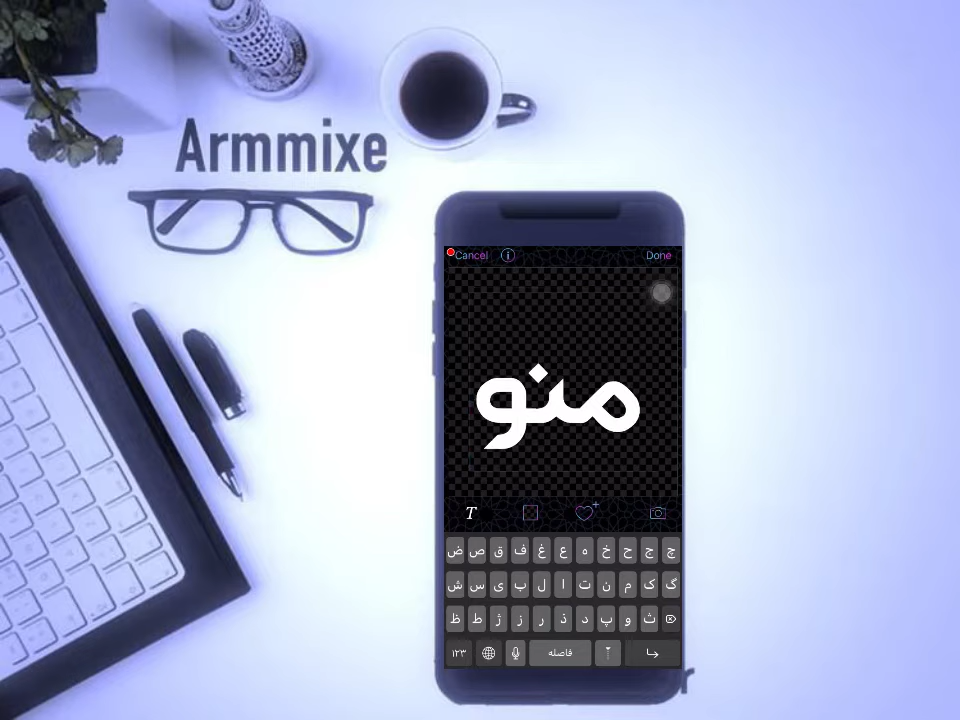 Armmixe
Cancel Done
منو
T
ض ص ق ف غ ع ه خ ح ج چ
ش س ی ب ل ا ت ن م ک گ
ظ ط ژ ز ر ذ د پ و ث
۱۲۳ فاصله
r